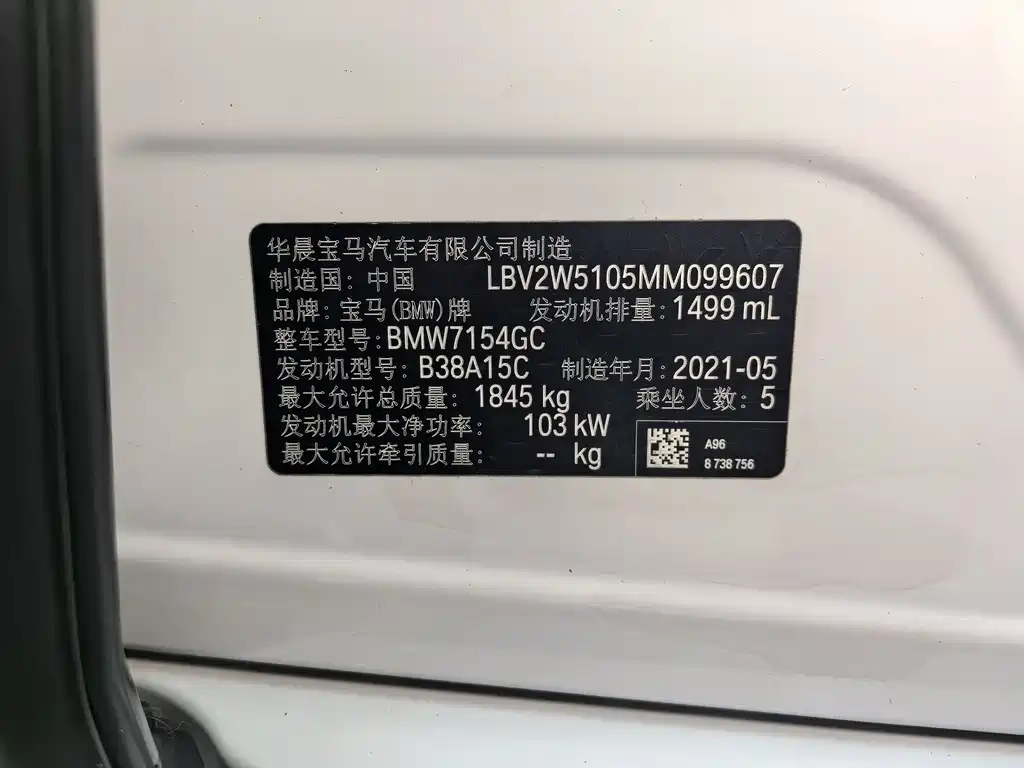 华晨宝马汽车有限公司制造
制造国: 中国 LBV2W5105MM099607
品牌: 宝马(BMW)牌 发动机排量: 1499 mL
整车型号: BMW7154GC
发动机型号: B38A15C 制造年月: 2021-05
最大允许总质量: 1845 kg 乘坐人数: 5
发动机最大净功率: 103 kW
最大允许牵引质量: -- kg
A96
8 738 756